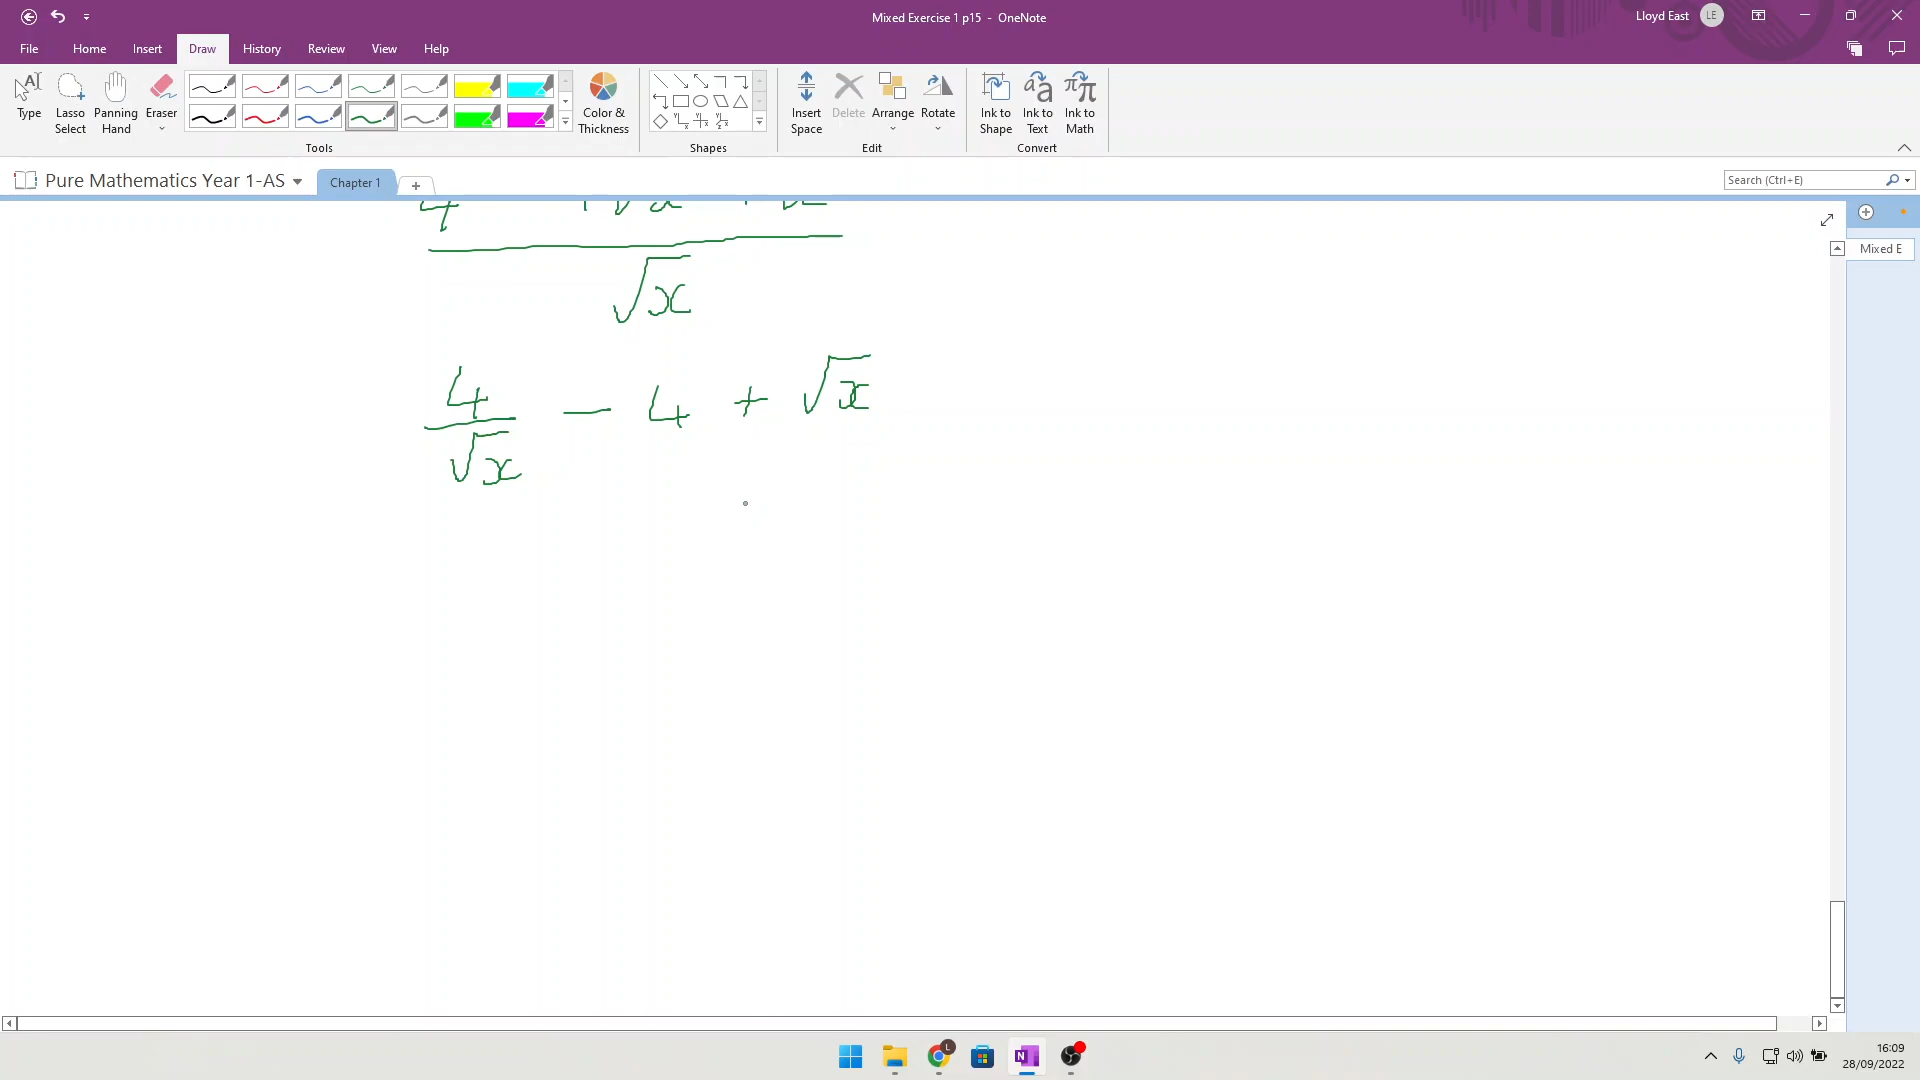 Mixed Exercise 1 p15 - OneNote
Lloyd East LE
File Home Insert Draw History Review View Help
Type
Lasso Select
Panning Hand
Eraser
Color & Thickness
Insert Space
Delete
Arrange
Rotate
Ink to Shape
Ink to Text
Ink to Math
Tools Shapes Edit Convert
Pure Mathematics Year 1-AS Chapter 1 +
Search (Ctrl+E)
Mixed E
√x
4/√x - 4 + √x
16:09
28/09/2022